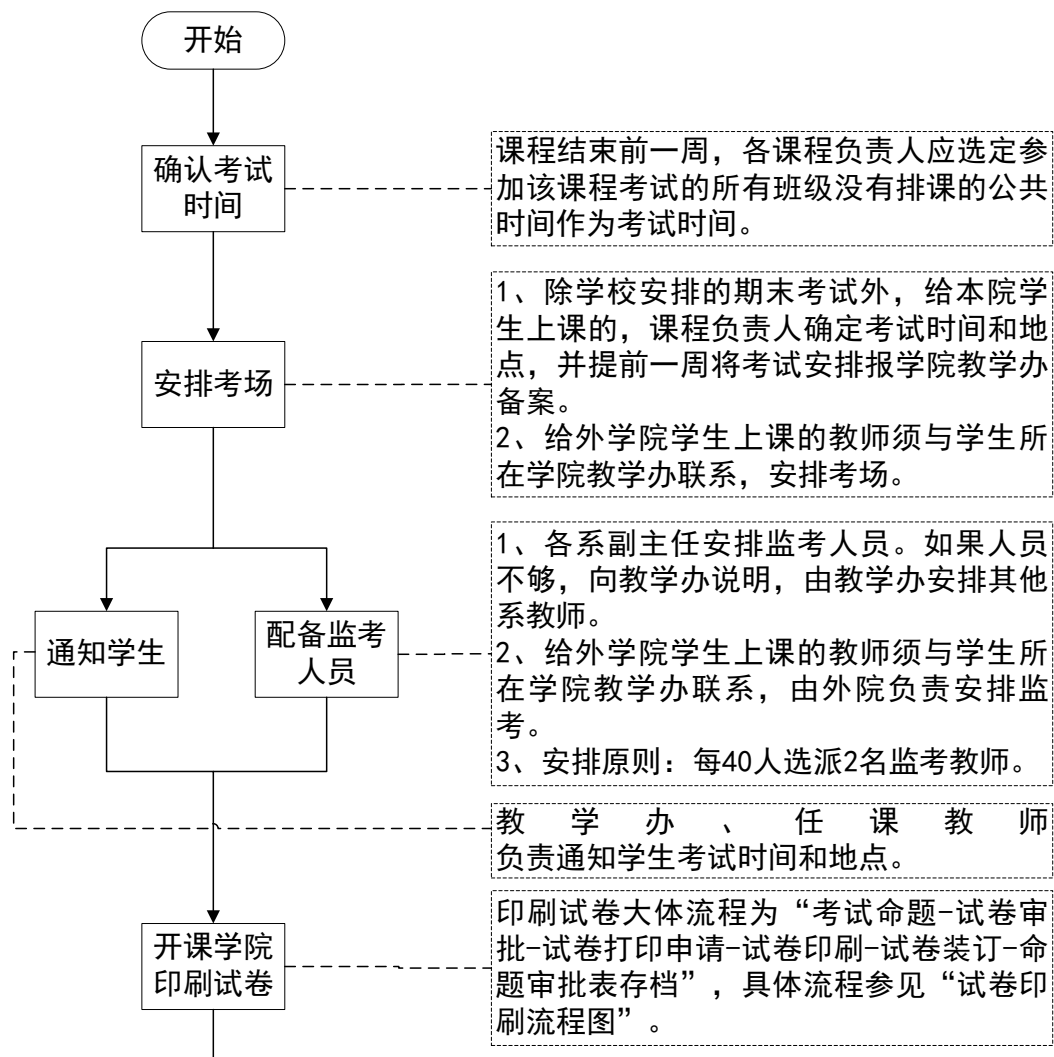 开始
确认考试
时间
课程结束前一周，各课程负责人应选定参
加该课程考试的所有班级没有排课的公共
时间作为考试时间。
安排考场
1、除学校安排的期末考试外，给本院学
生上课的，课程负责人确定考试时间和地
点，并提前一周将考试安排报学院教学办
备案。
2、给外学院学生上课的教师须与学生所
在学院教学办联系，安排考场。
通知学生
配备监考
人员
1、各系副主任安排监考人员。如果人员
不够，向教学办说明，由教学办安排其他
系教师。
2、给外学院学生上课的教师须与学生所
在学院教学办联系，由外院负责安排监
考。
3、安排原则：每40人选派2名监考教师。
教学办、任课教师
负责通知学生考试时间和地点。
开课学院
印刷试卷
印刷试卷大体流程为“考试命题-试卷审
批-试卷打印申请-试卷印刷-试卷装订-命
题审批表存档”，具体流程参见“试卷印
刷流程图”。